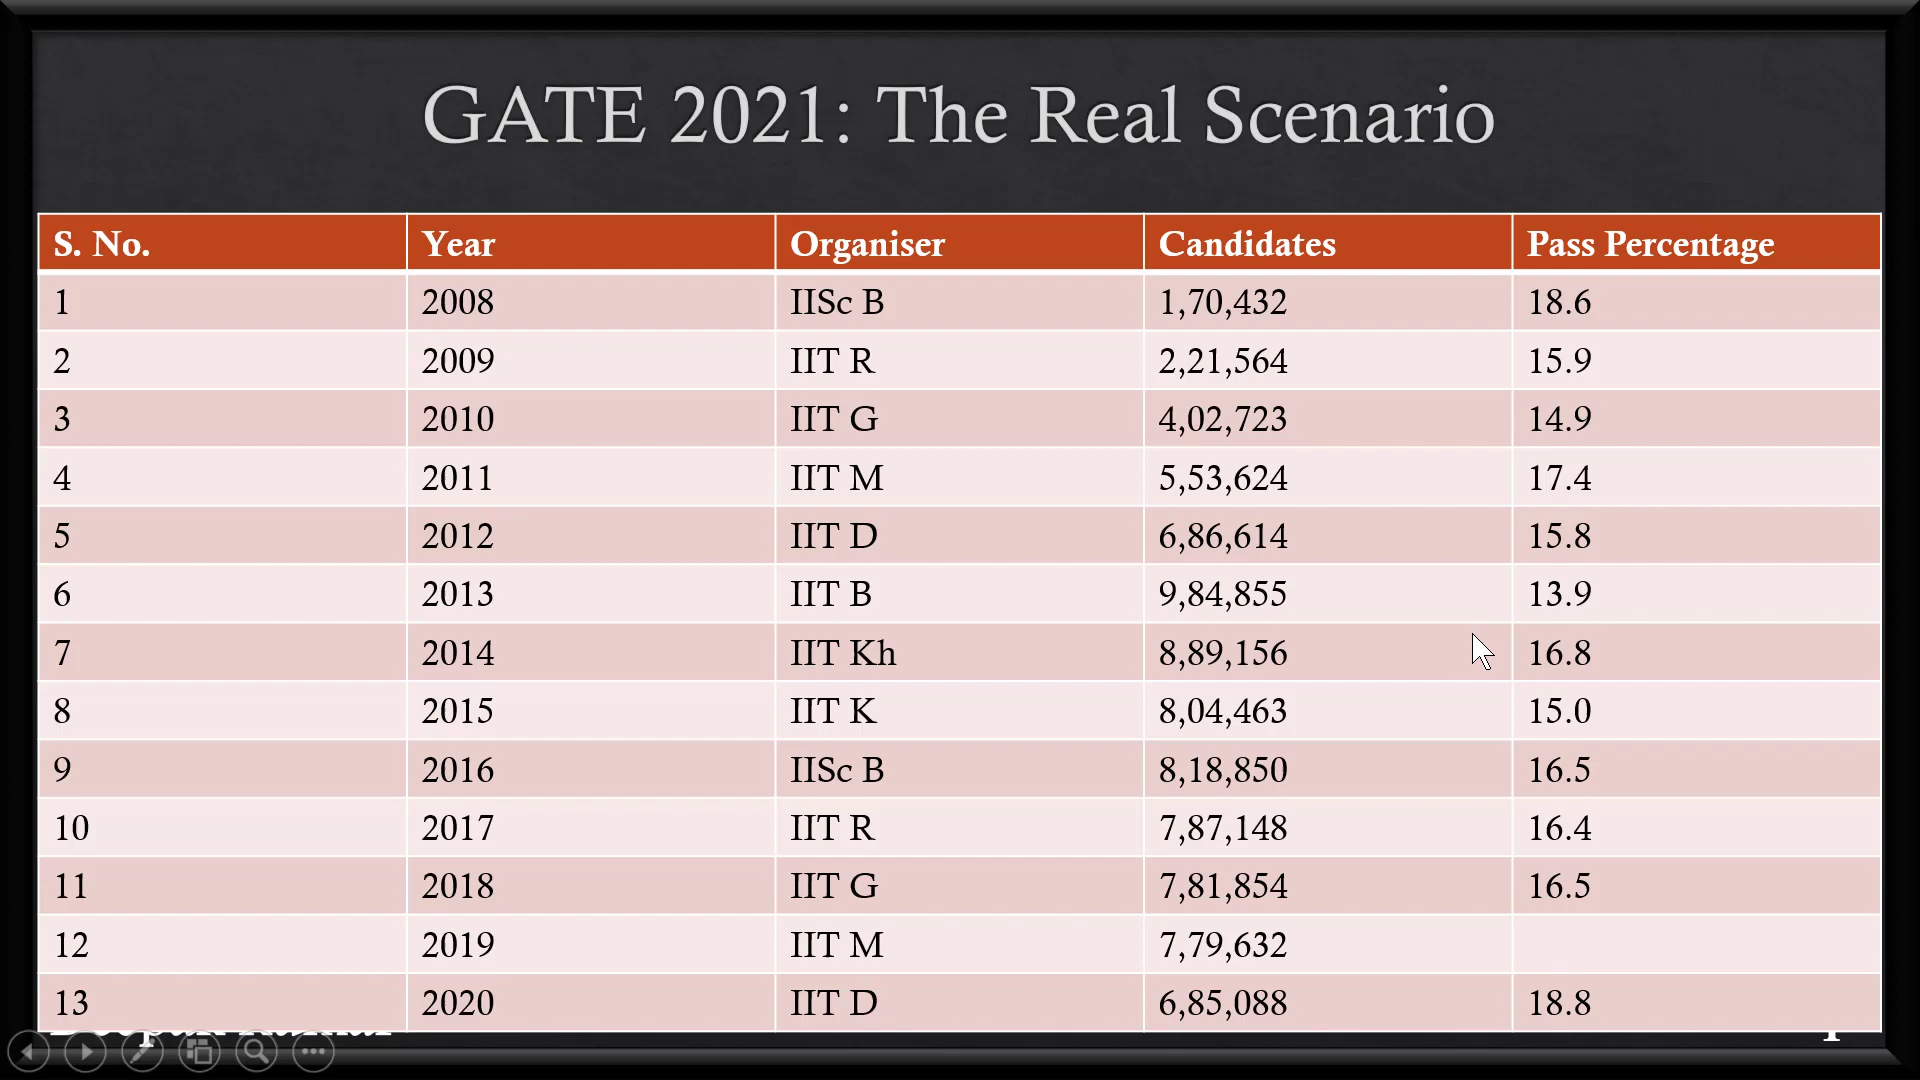 GATE 2021: The Real Scenario
S. No. Year Organiser Candidates Pass Percentage
1 2008 IISc B 1,70,432 18.6
2 2009 IIT R 2,21,564 15.9
3 2010 IIT G 4,02,723 14.9
4 2011 IIT M 5,53,624 17.4
5 2012 IIT D 6,86,614 15.8
6 2013 IIT B 9,84,855 13.9
7 2014 IIT Kh 8,89,156 16.8
8 2015 IIT K 8,04,463 15.0
9 2016 IISc B 8,18,850 16.5
10 2017 IIT R 7,87,148 16.4
11 2018 IIT G 7,81,854 16.5
12 2019 IIT M 7,79,632
13 2020 IIT D 6,85,088 18.8